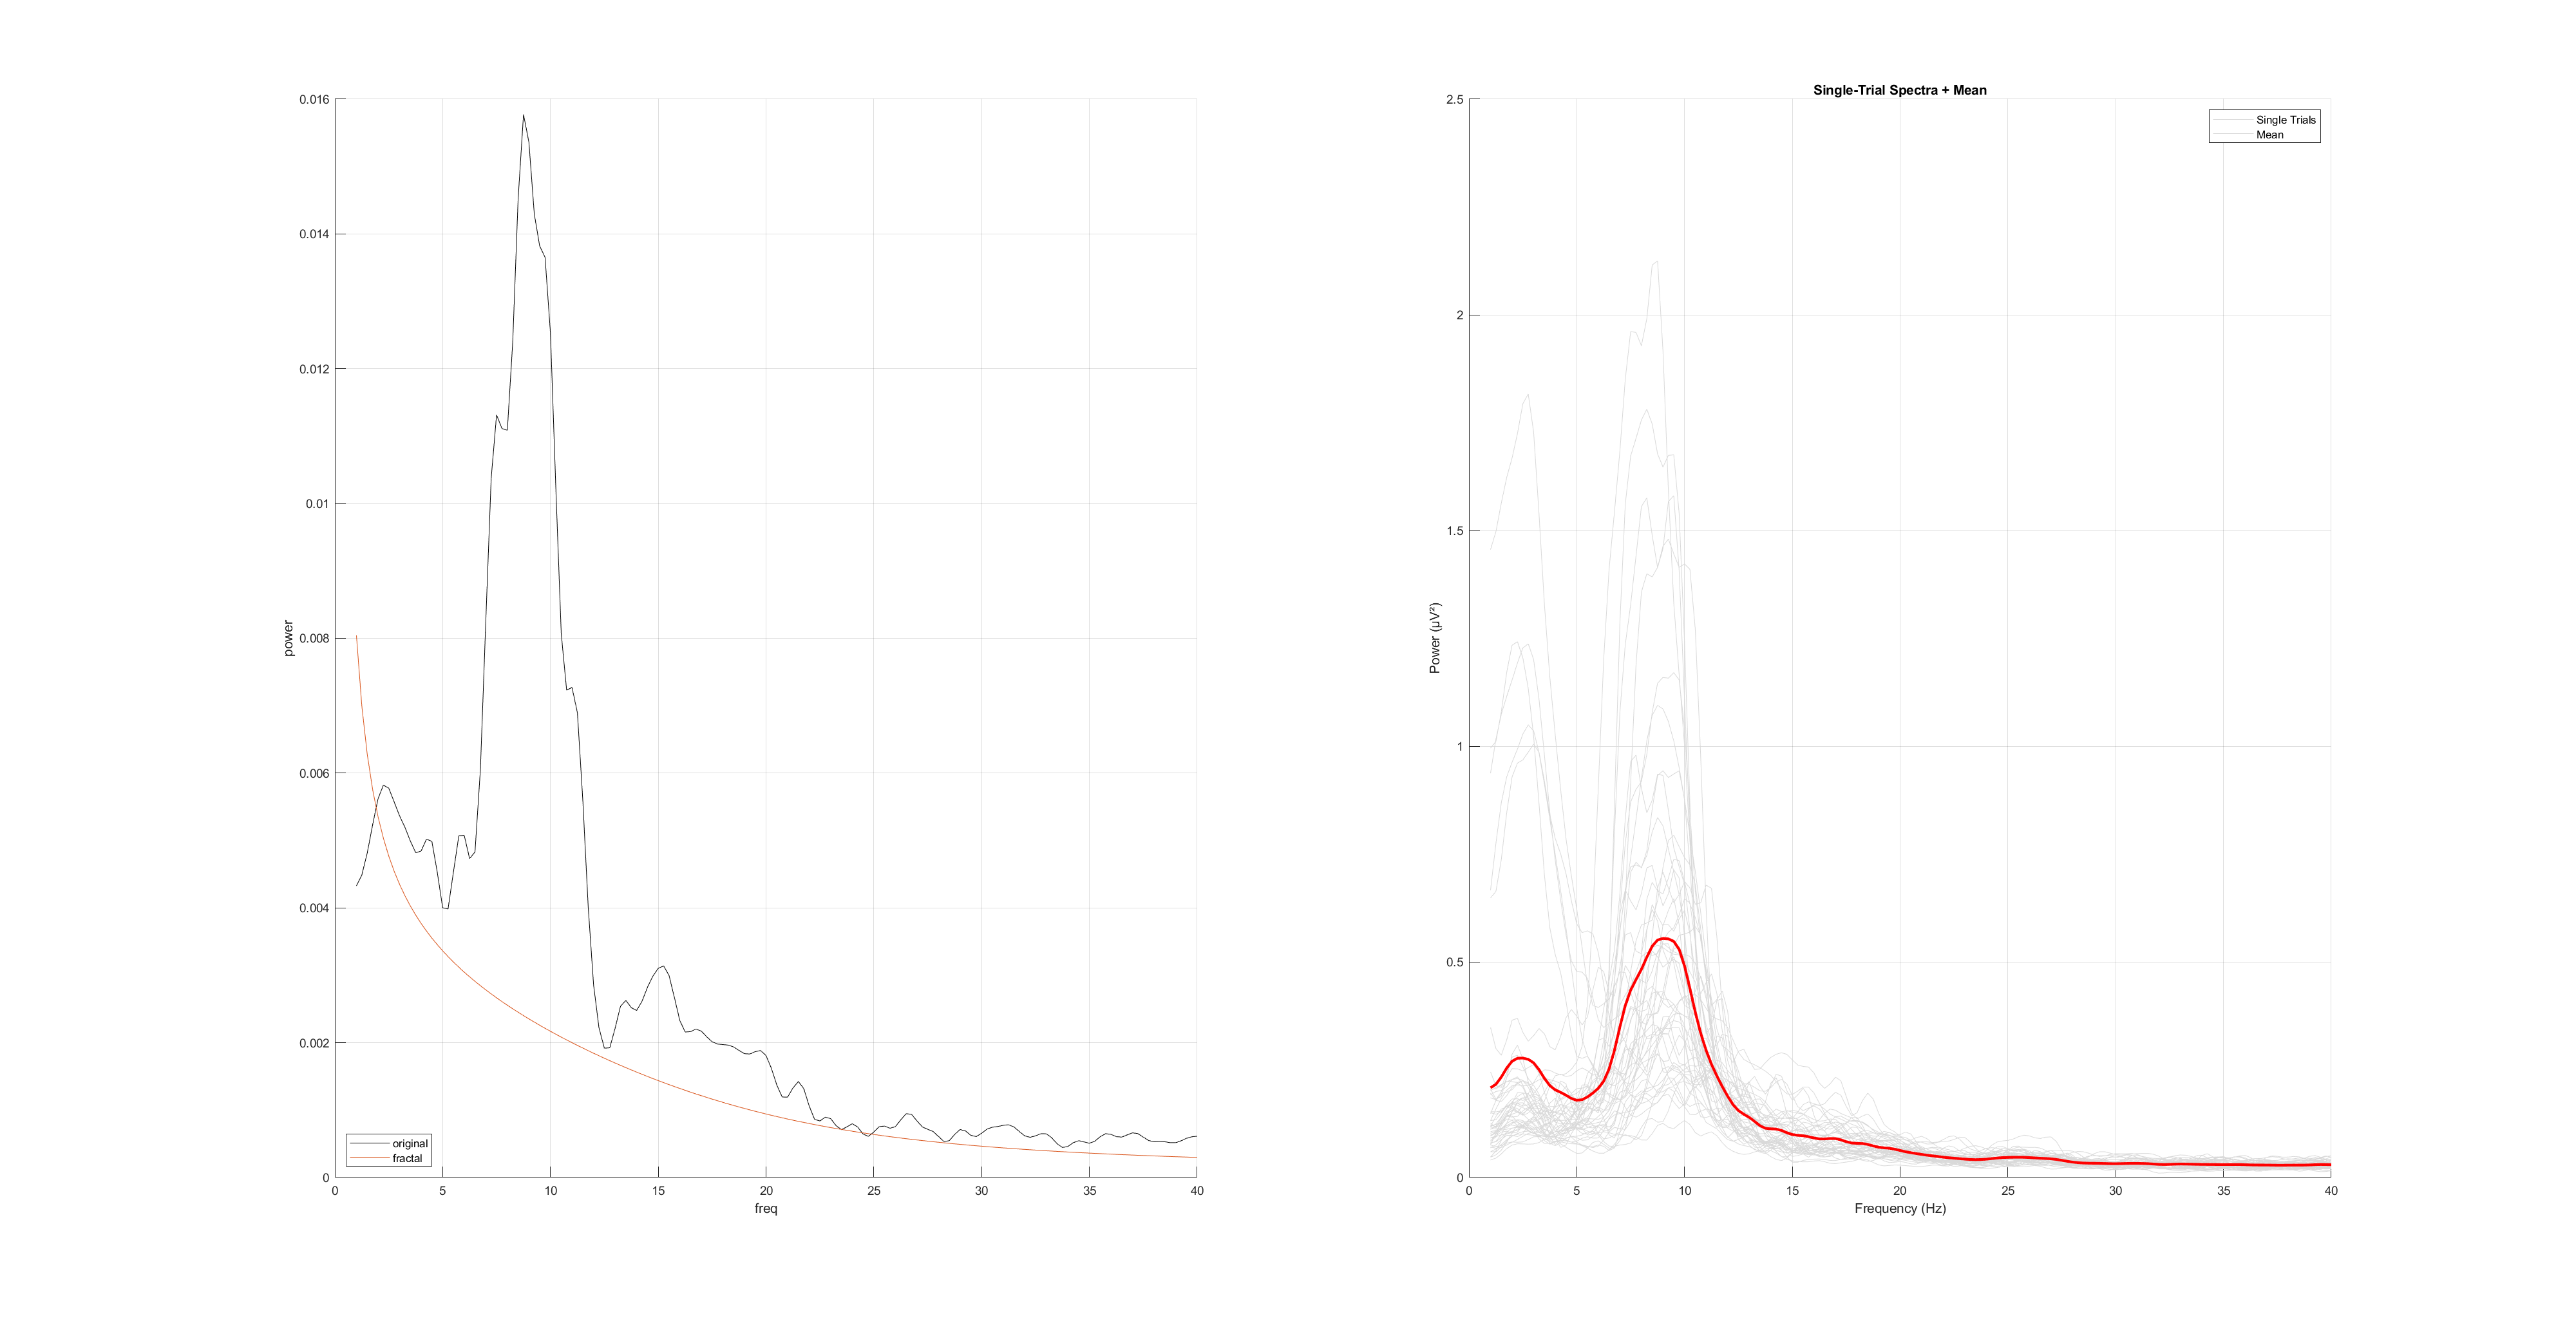 0.016
0.014
0.012
0.01
0.008
0.006
0.004
0.002
0
power
0 5 10 15 20 25 30 35 40
freq
original
fractal
Single-Trial Spectra + Mean
2.5
2
1.5
1
0.5
0
Power (µV²)
0 5 10 15 20 25 30 35 40
Frequency (Hz)
Single Trials
Mean